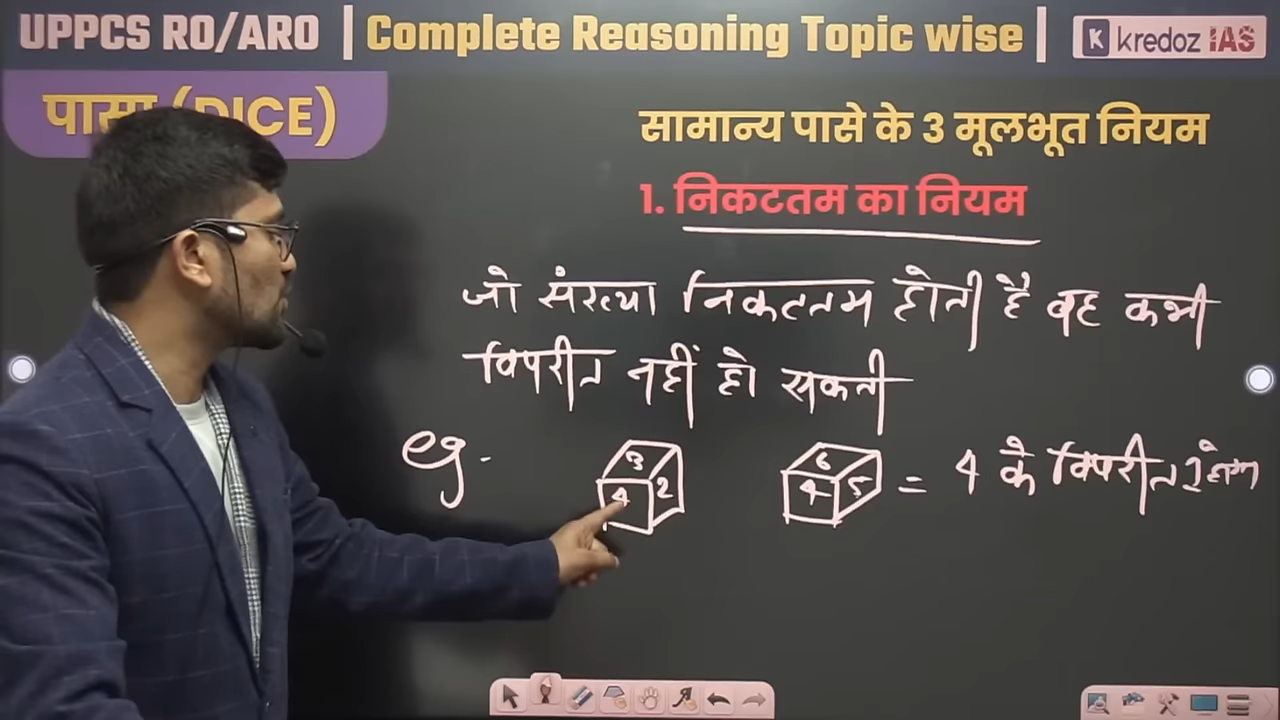 UPPCS RO/ARO | Complete Reasoning Topic wise |
K kredoz IAS
पासा (DICE)
सामान्य पासे के 3 मूलभूत नियम
1. निकटतम का नियम
जो संख्या निकटतम होती है वह कभी
विपरीत नहीं हो सकती
eg.
3
4 2
6
4 5
= 4 के विपरीत 1 होगा